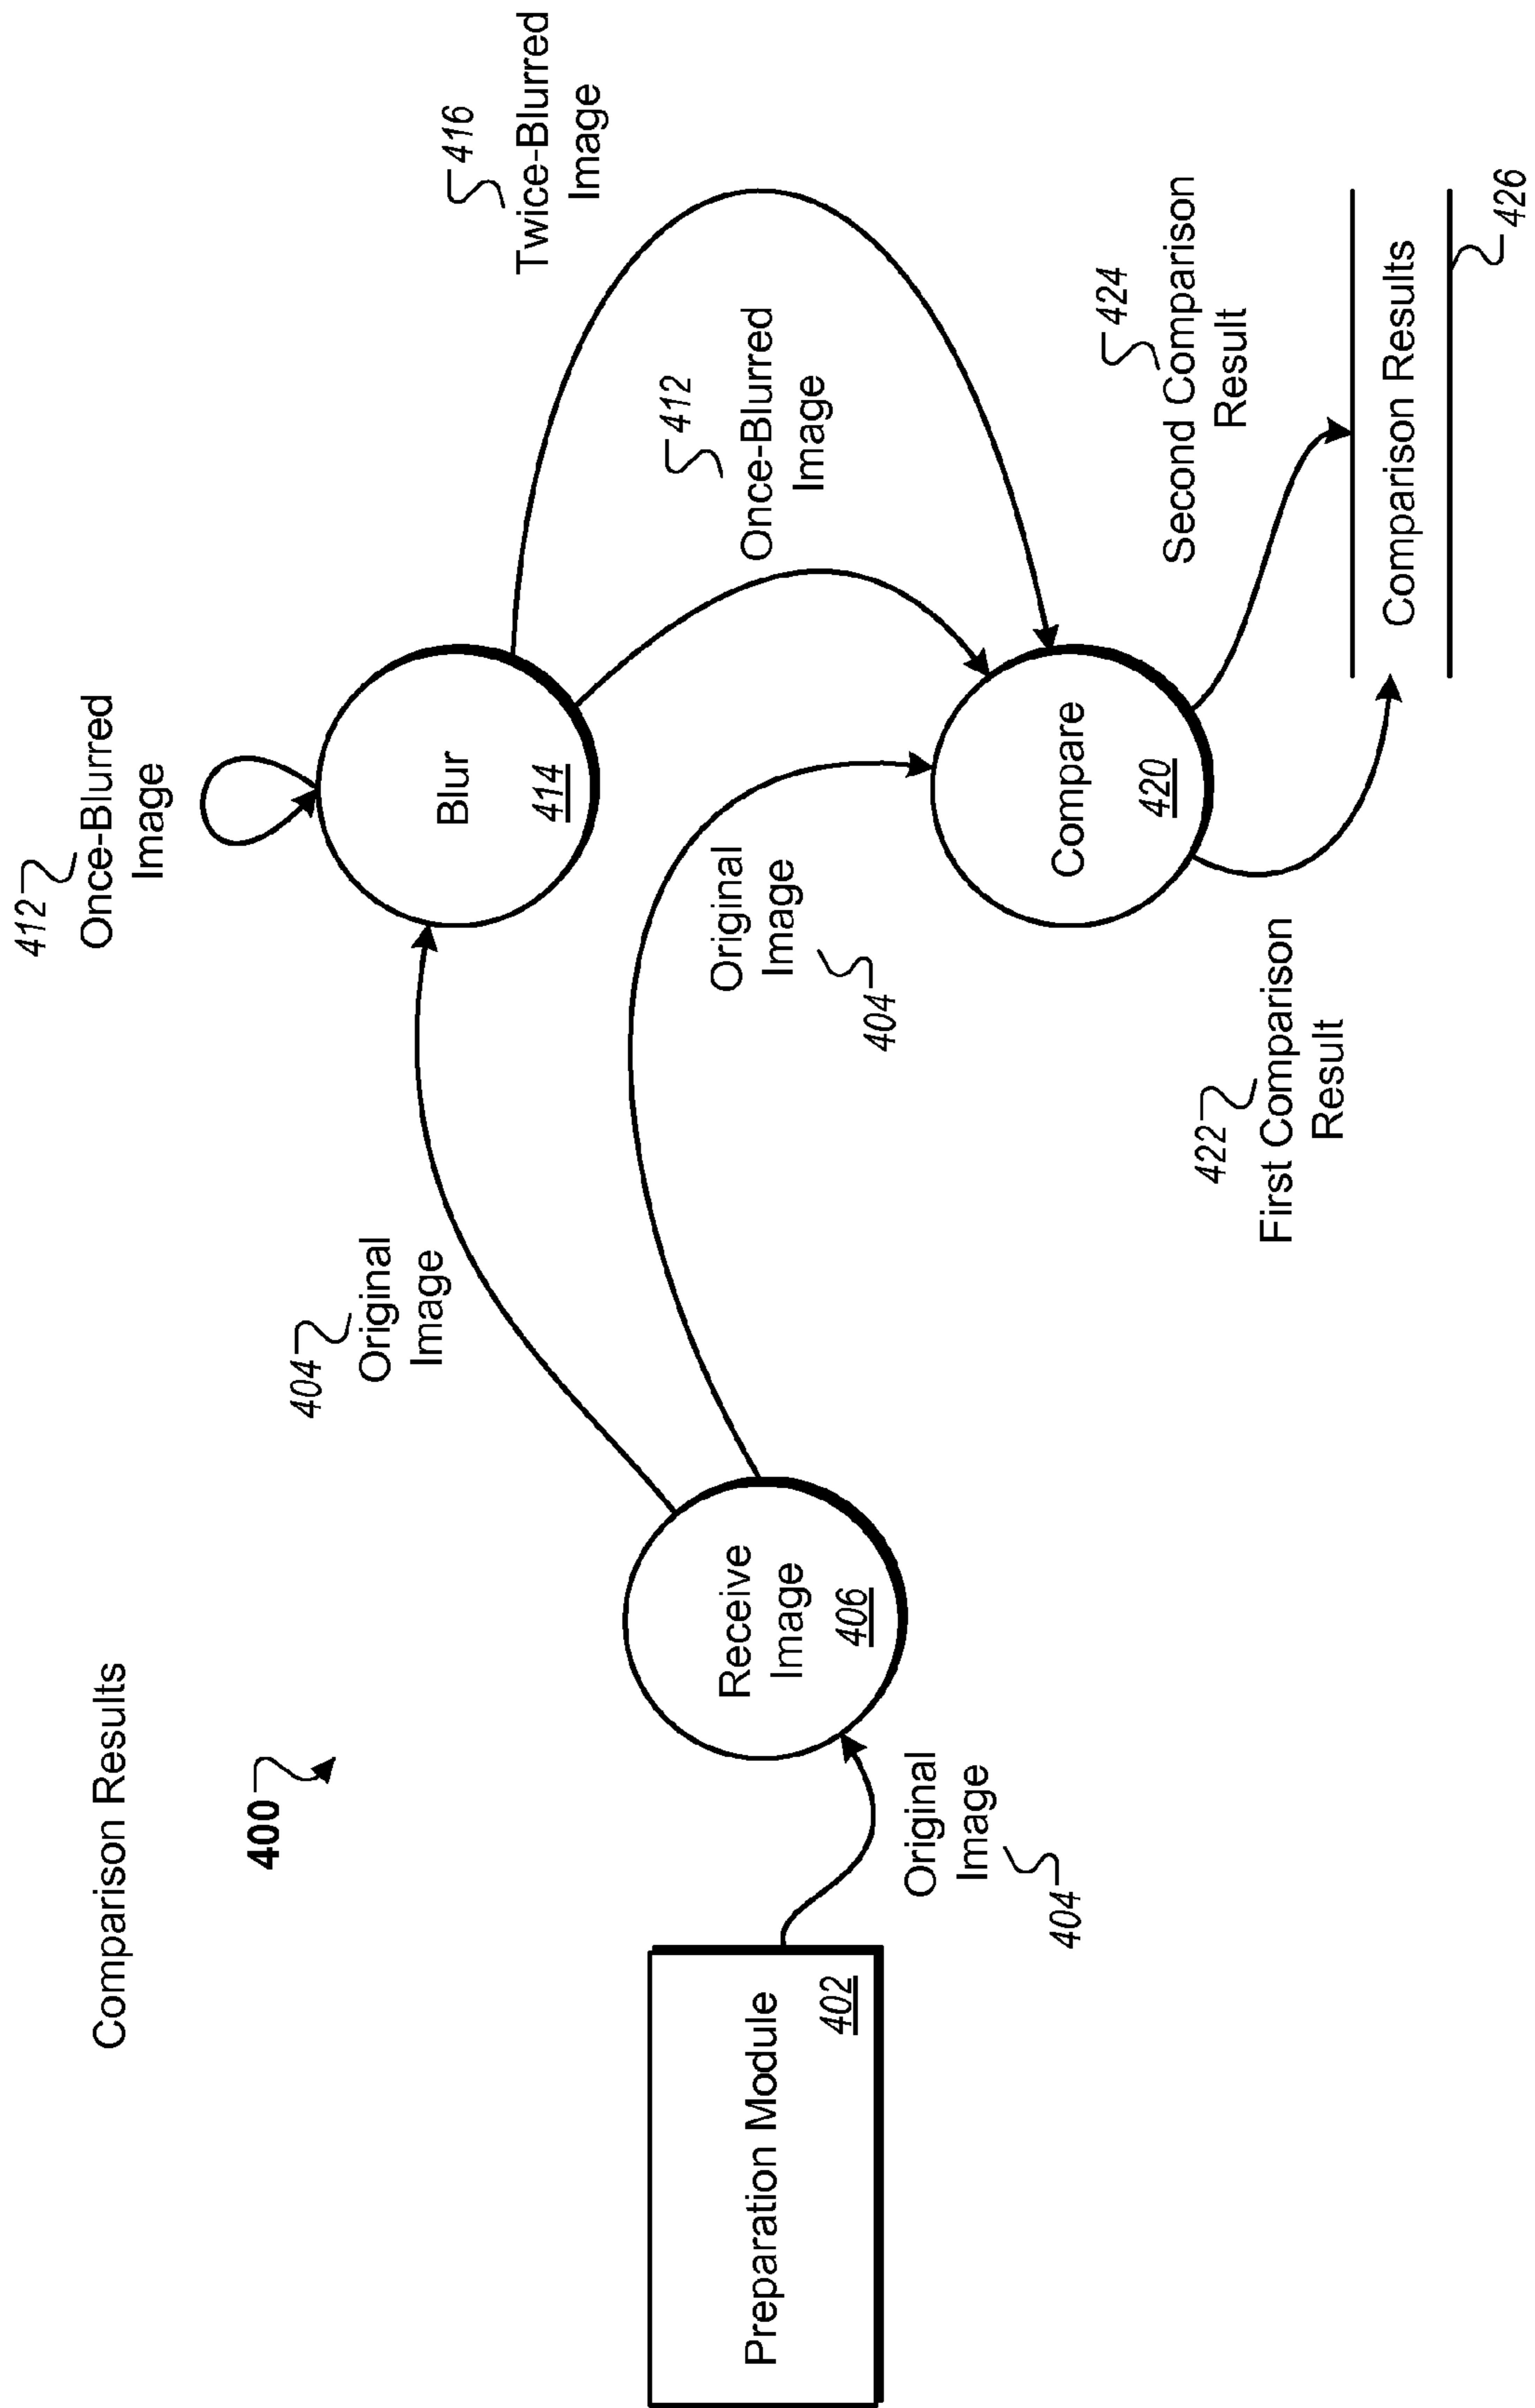 Comparison Results
400
Preparation Module
402
Original
Image
404
Receive
Image
406
404
Original
Image
Original
Image
404
412
Once-Blurred
Image
Blur
414
416
Twice-Blurred
Image
412
Once-Blurred
Image
Compare
420
422
First Comparison
Result
424
Second Comparison
Result
Comparison Results
426